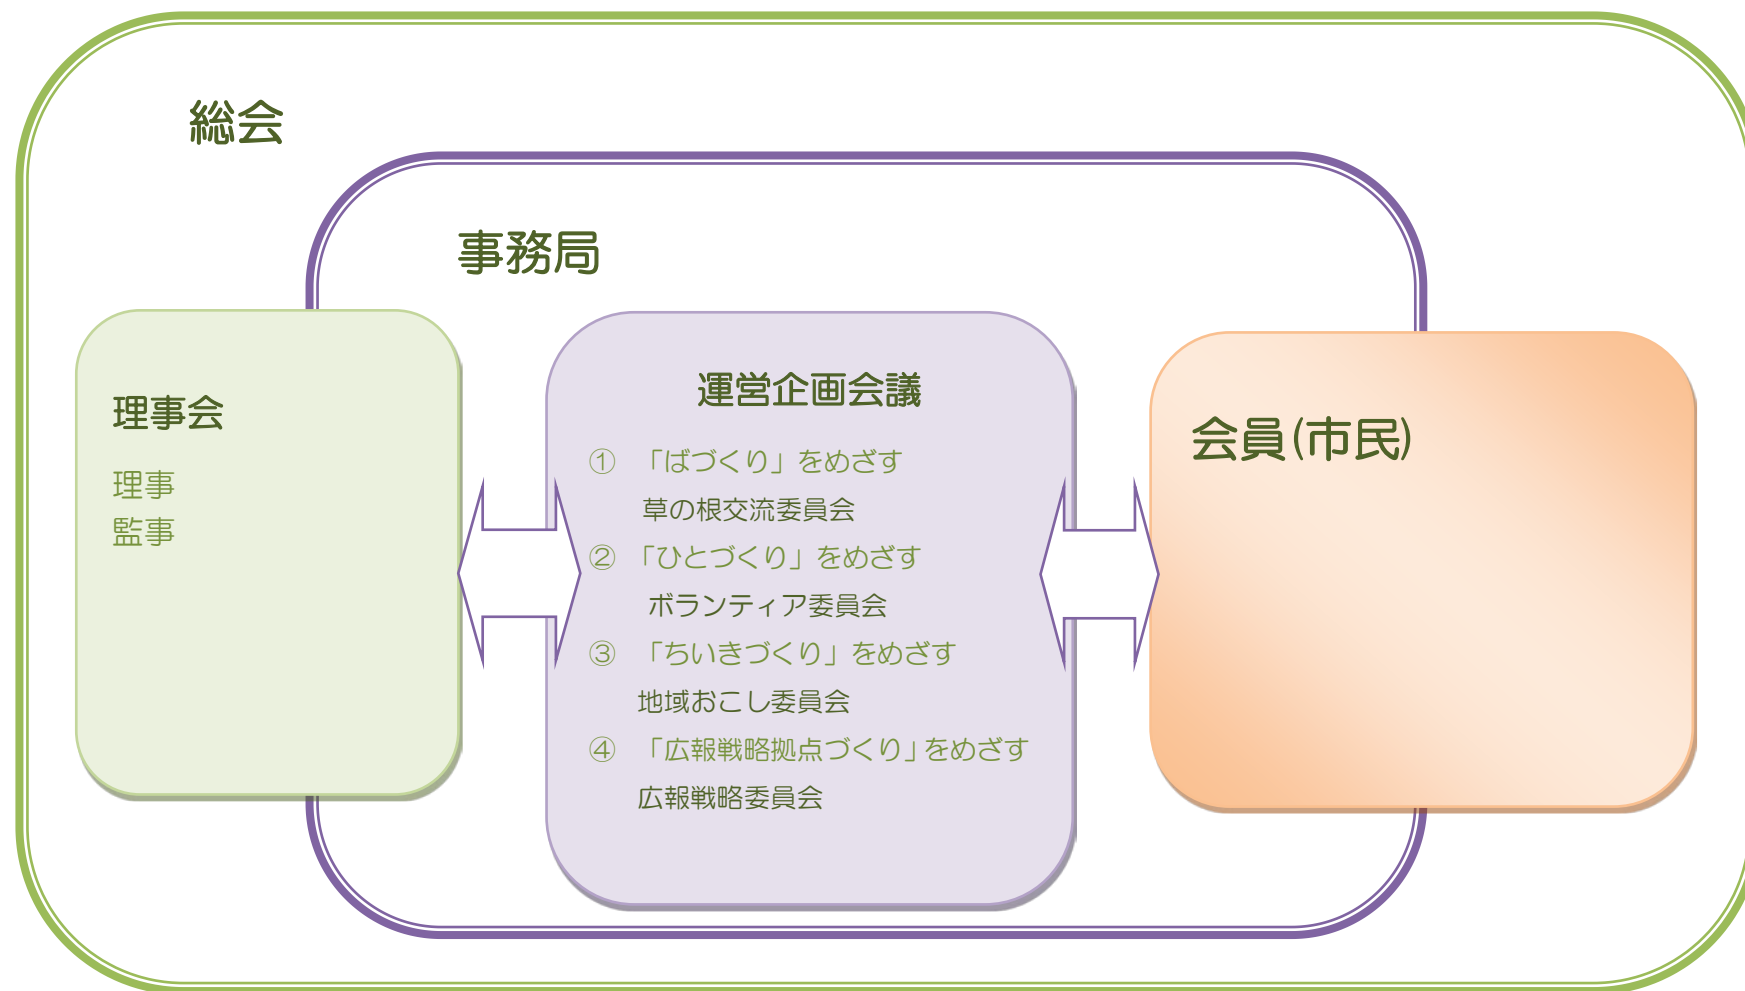 総会
事務局
理事会
理事
監事
運営企画会議
① 「ばづくり」をめざす
草の根交流委員会
② 「ひとづくり」をめざす
ボランティア委員会
③ 「ちいきづくり」をめざす
地域おこし委員会
④ 「広報戦略拠点づくり」をめざす
広報戦略委員会
会員(市民)